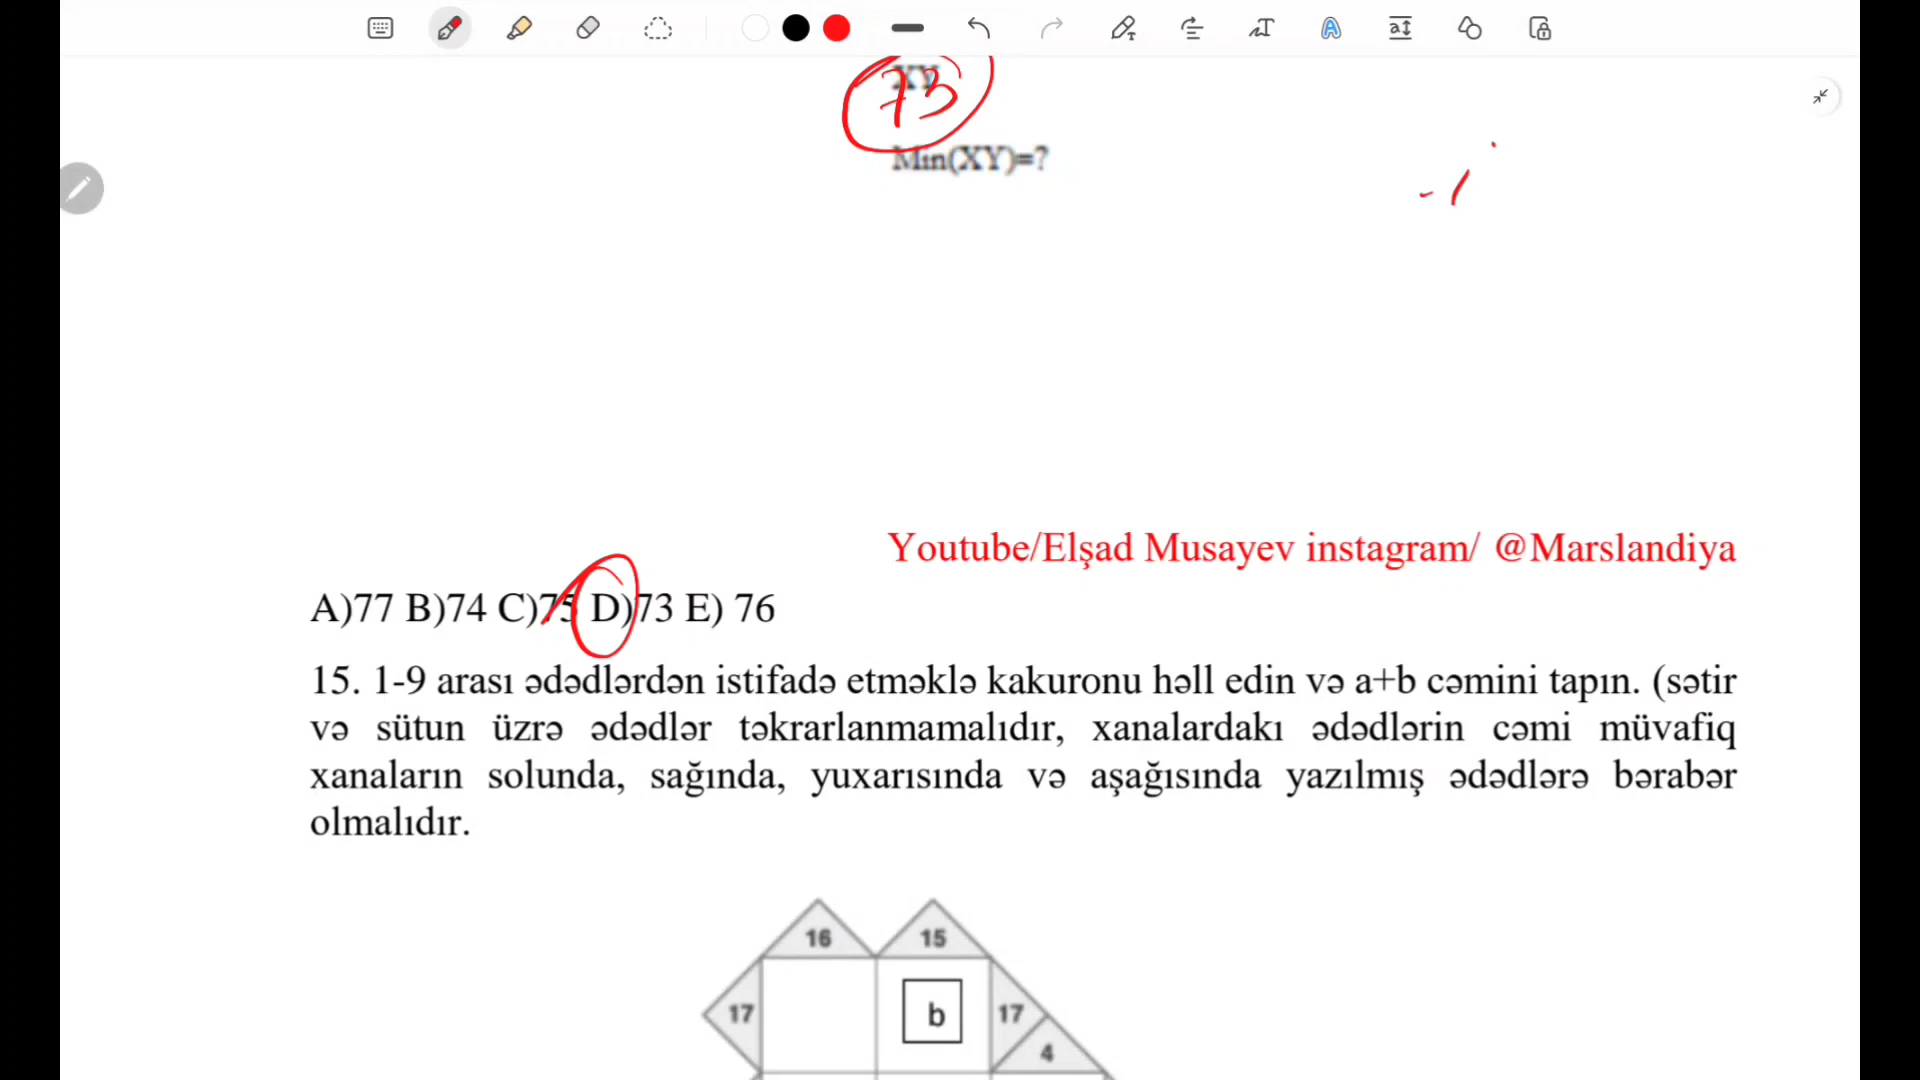 XY
73
Min(XY)=?
-1
Youtube/Elşad Musayev instagram/ @Marslandiya
A)77 B)74 C)75 D)73 E) 76
15. 1-9 arası ədədlərdən istifadə etməklə kakuronu həll edin və a+b cəmini tapın. (sətir
və sütun üzrə ədədlər təkrarlanmamalıdır, xanalardakı ədədlərin cəmi müvafiq
xanaların solunda, sağında, yuxarısında və aşağısında yazılmış ədədlərə bərabər
olmalıdır.
16 15
17 b 17
4